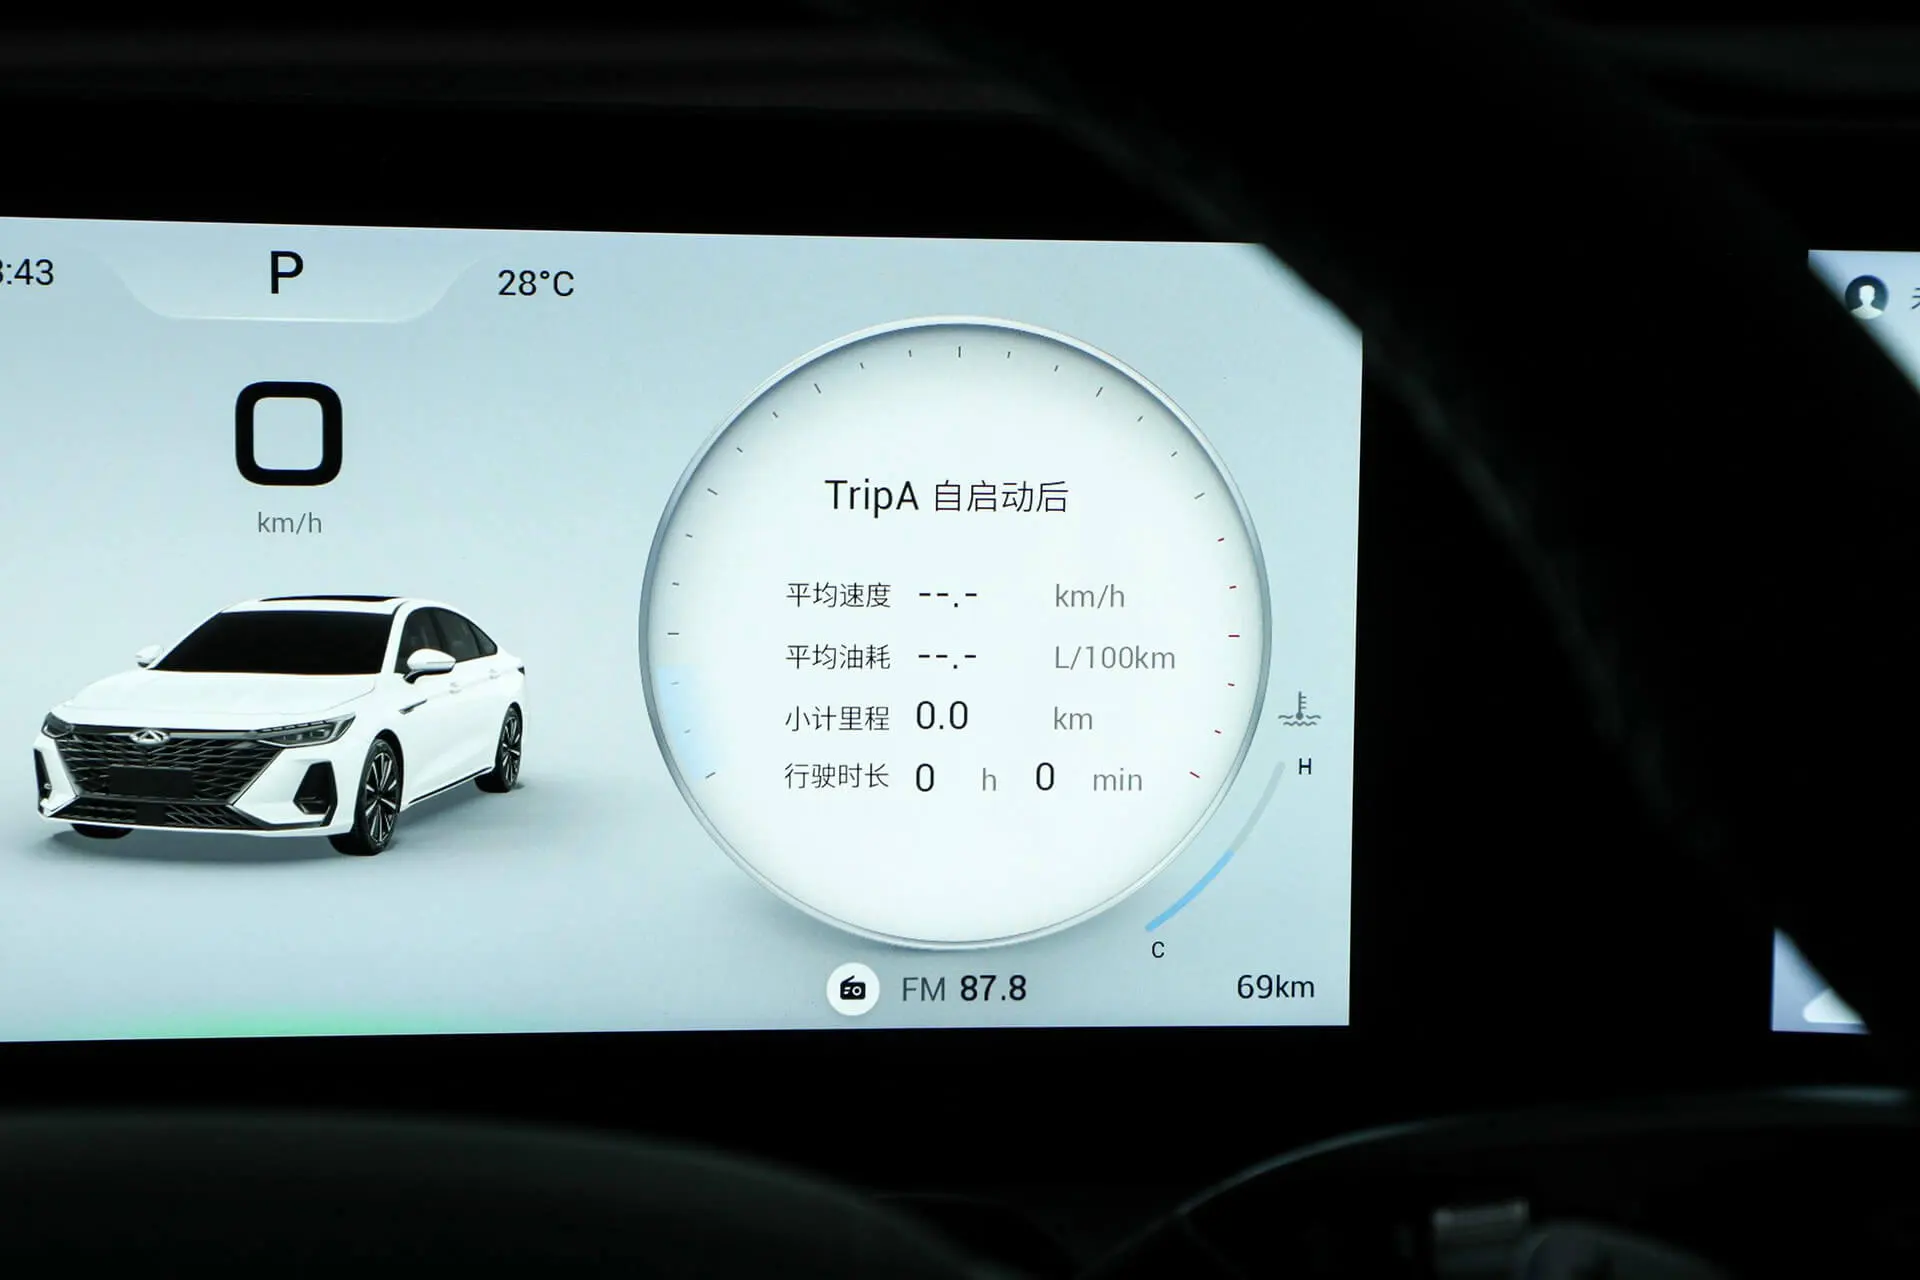 :43
P
28°C
0
km/h
TripA 自启动后
平均速度 --.- km/h
平均油耗 --.- L/100km
小计里程 0.0 km
行驶时长 0 h 0 min
H
C
FM 87.8
69km